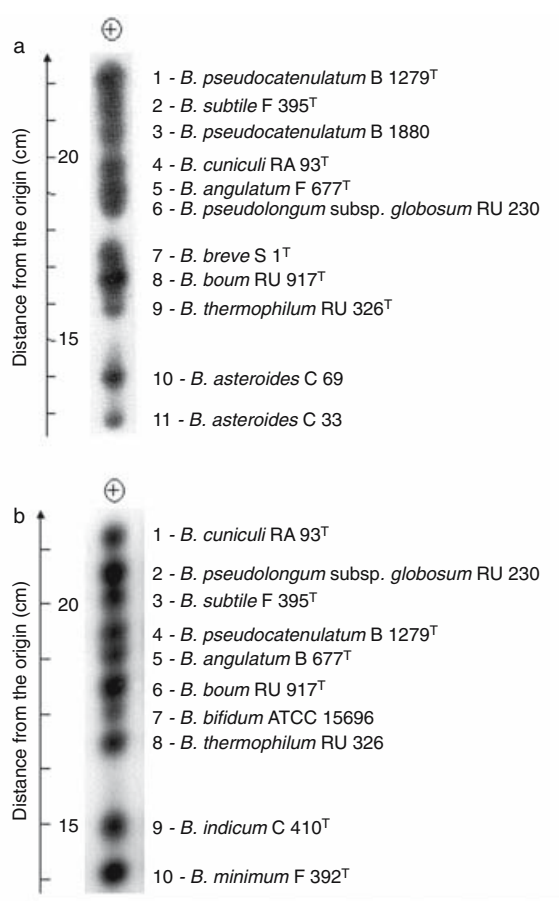 a
+
1 - B. pseudocatenulatum B 1279ᵀ
2 - B. subtile F 395ᵀ
3 - B. pseudocatenulatum B 1880
20
4 - B. cuniculi RA 93ᵀ
5 - B. angulatum F 677ᵀ
6 - B. pseudolongum subsp. globosum RU 230
7 - B. breve S 1ᵀ
8 - B. boum RU 917ᵀ
9 - B. thermophilum RU 326ᵀ
15
10 - B. asteroides C 69
11 - B. asteroides C 33
Distance from the origin (cm)
b
+
1 - B. cuniculi RA 93ᵀ
2 - B. pseudolongum subsp. globosum RU 230
20
3 - B. subtile F 395ᵀ
4 - B. pseudocatenulatum B 1279ᵀ
5 - B. angulatum B 677ᵀ
6 - B. boum RU 917ᵀ
7 - B. bifidum ATCC 15696
8 - B. thermophilum RU 326
15
9 - B. indicum C 410ᵀ
10 - B. minimum F 392ᵀ
Distance from the origin (cm)